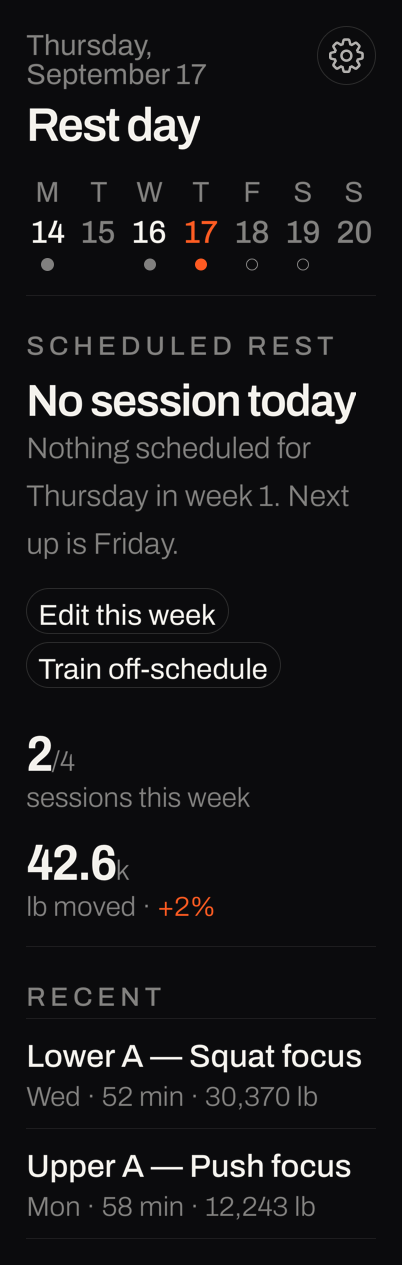 Thursday,
September 17
Rest day
M T W T F S S
14 15 16 17 18 19 20
SCHEDULED REST
No session today
Nothing scheduled for
Thursday in week 1. Next
up is Friday.
Edit this week
Train off-schedule
2/4
sessions this week
42.6k
lb moved · +2%
RECENT
Lower A — Squat focus
Wed · 52 min · 30,370 lb
Upper A — Push focus
Mon · 58 min · 12,243 lb